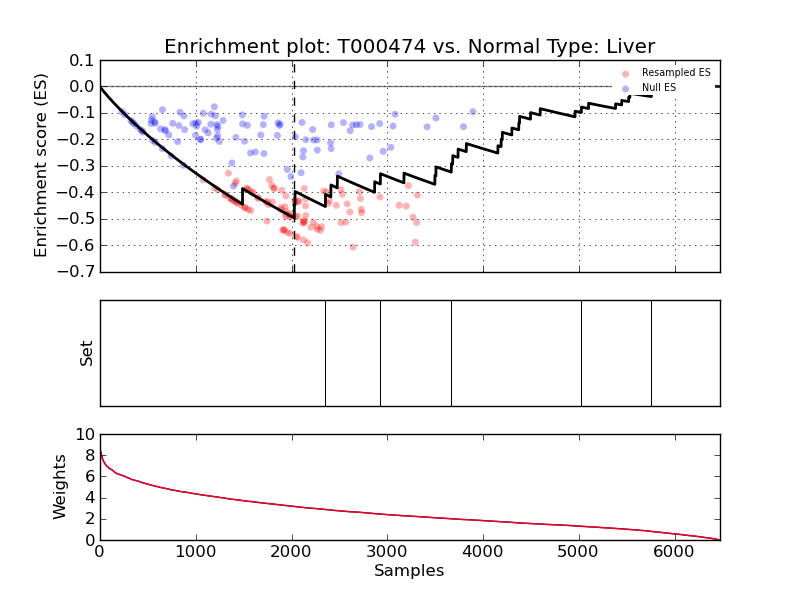 Enrichment plot: T000474 vs. Normal Type: Liver
Enrichment score (ES)
0.1
0.0
−0.1
−0.2
−0.3
−0.4
−0.5
−0.6
−0.7
Resampled ES
Null ES
Set
Weights
10
8
6
4
2
0
0 1000 2000 3000 4000 5000 6000
Samples